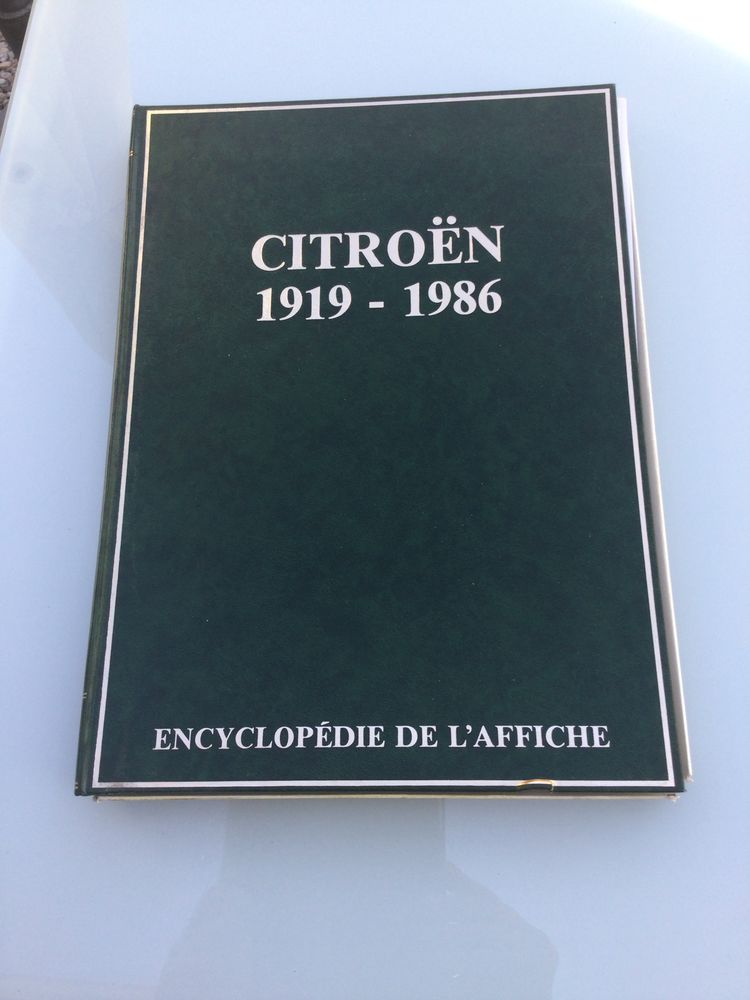 CITROËN
1919 - 1986
ENCYCLOPÉDIE DE L'AFFICHE